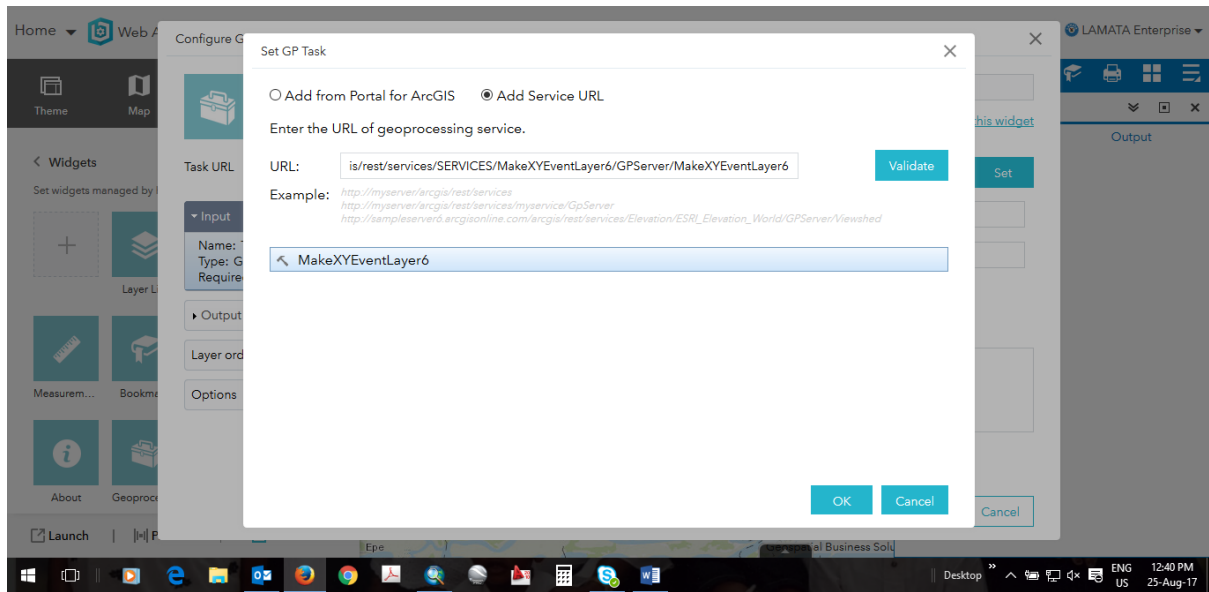 Home
Web A
Configure G
LAMATA Enterprise
Set GP Task
Theme
Map
Add from Portal for ArcGIS
Add Service URL
Enter the URL of geoprocessing service.
this widget
Output
Widgets
Set widgets managed by
Task URL
URL:
is/rest/services/SERVICES/MakeXYEventLayer6/GPServer/MakeXYEventLayer6
Validate
Set
Example:
http://myserver/arcgis/rest/services
http://myserver/arcgis/rest/services/myservice/GpServer
http://sampleserver6.arcgisonline.com/arcgis/rest/services/Elevation/ESRI_Elevation_World/GPServer/Viewshed
Input
Name:
Type: G
Require
MakeXYEventLayer6
Layer Li
Output
Layer ord
Options
Measurem...
Bookma
About
Geoproce
OK
Cancel
Cancel
Launch
P
Epe
al Business Solu
Desktop
ENG
US
12:40 PM
25-Aug-17